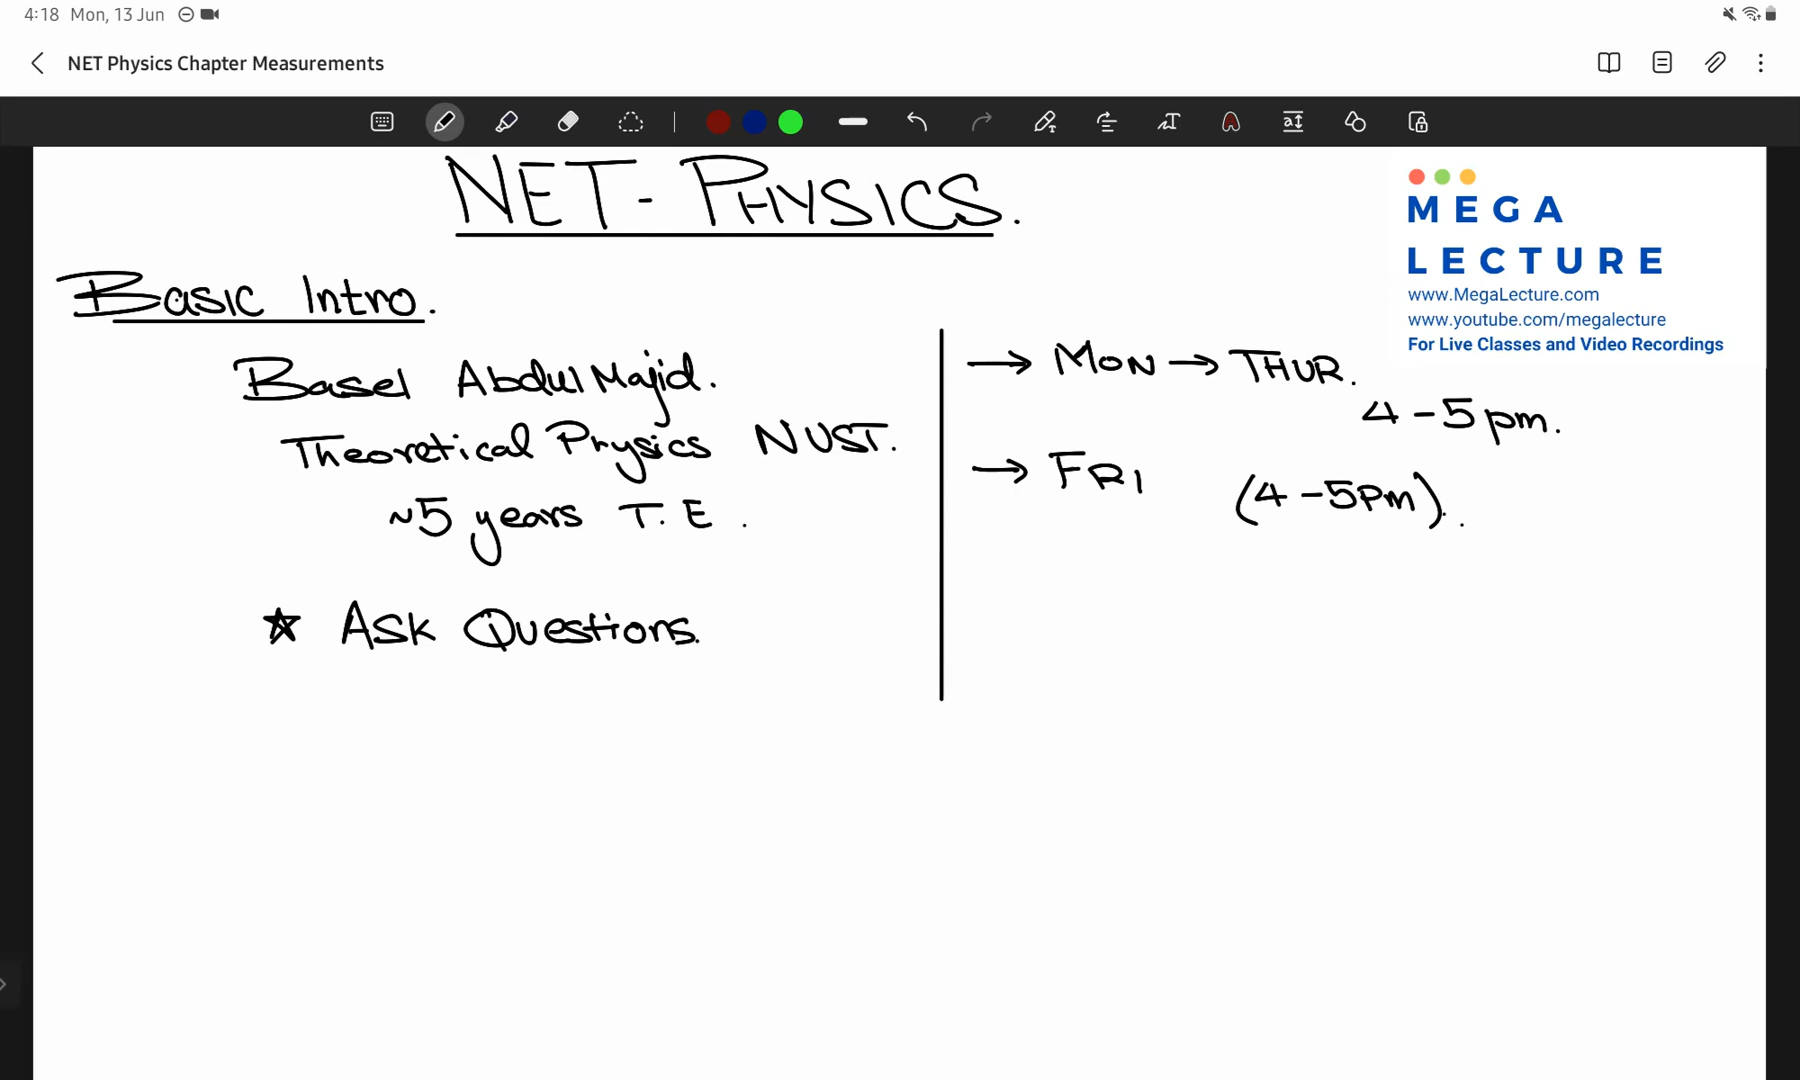 4:18 Mon, 13 Jun
NET Physics Chapter Measurements
NET - PHYSICS.
MEGA
LECTURE
www.MegaLecture.com
www.youtube.com/megalecture
For Live Classes and Video Recordings
Basic Intro.
Basel AbdulMajid.
Theoretical Physics NUST.
~5 years T.E.
★ Ask Questions.
→ MON → THUR.
4-5 pm.
→ FRI (4-5pm).